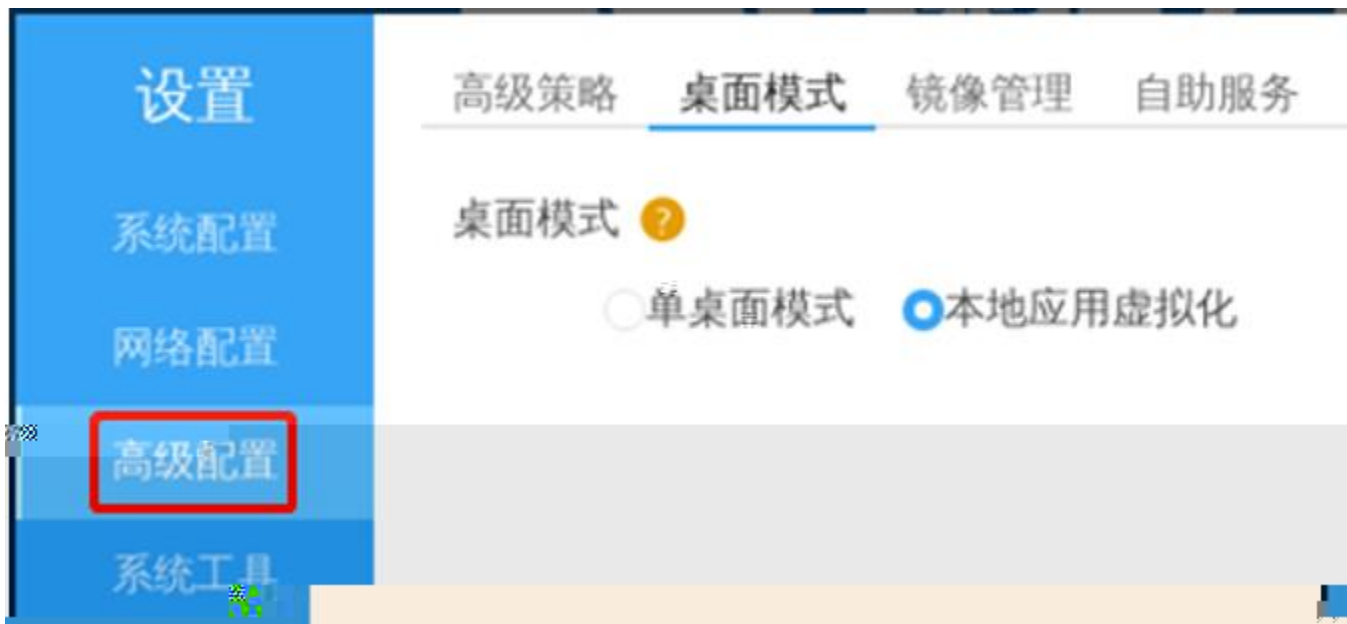 设置
高级策略 桌面模式 镜像管理 自助服务
系统配置
桌面模式 ?
单桌面模式 本地应用虚拟化
网络配置
高级配置
系统工具